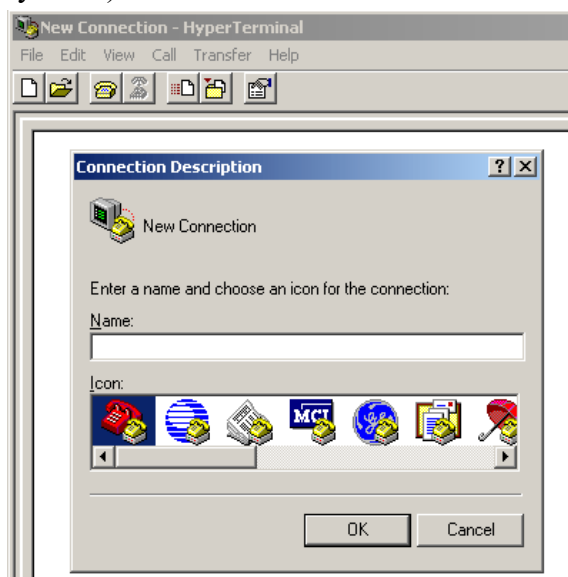 New Connection - HyperTerminal
File Edit View Call Transfer Help
Connection Description
New Connection
Enter a name and choose an icon for the connection:
Name:
Icon:
MCI
OK Cancel